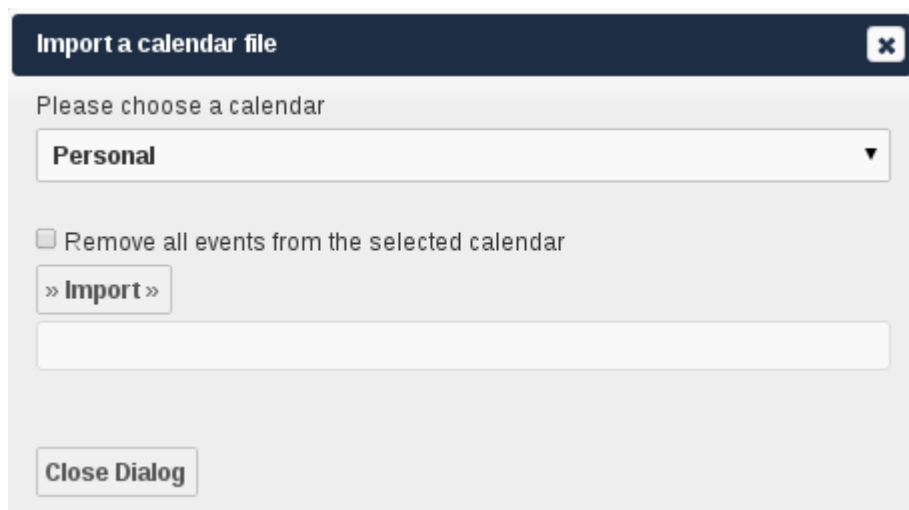 Import a calendar file
Please choose a calendar
Personal
Remove all events from the selected calendar
» Import »
Close Dialog